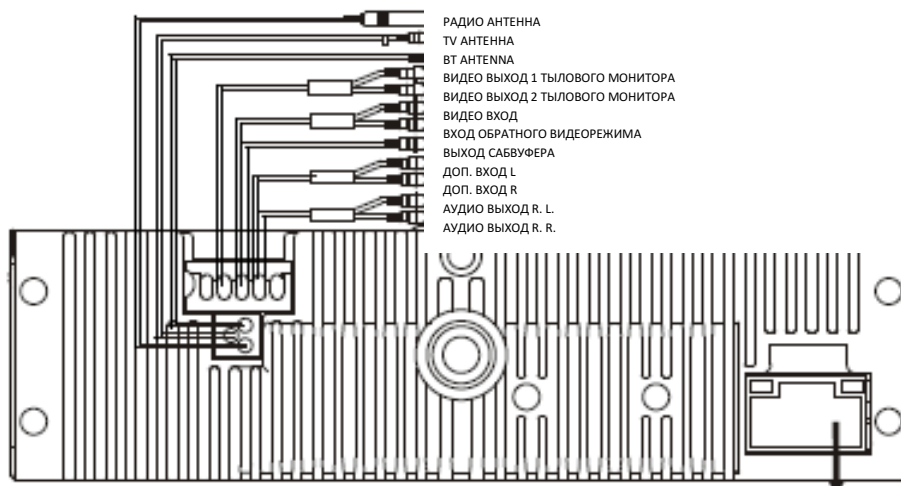 РАДИО АНТЕННА
TV АНТЕННА
BT ANTENNA
ВИДЕО ВЫХОД 1 ТЫЛОВОГО МОНИТОРА
ВИДЕО ВЫХОД 2 ТЫЛОВОГО МОНИТОРА
ВИДЕО ВХОД
ВХОД ОБРАТНОГО ВИДЕОРЕЖИМА
ВЫХОД САБВУФЕРА
ДОП. ВХОД L
ДОП. ВХОД R
АУДИО ВЫХОД R. L.
АУДИО ВЫХОД R. R.